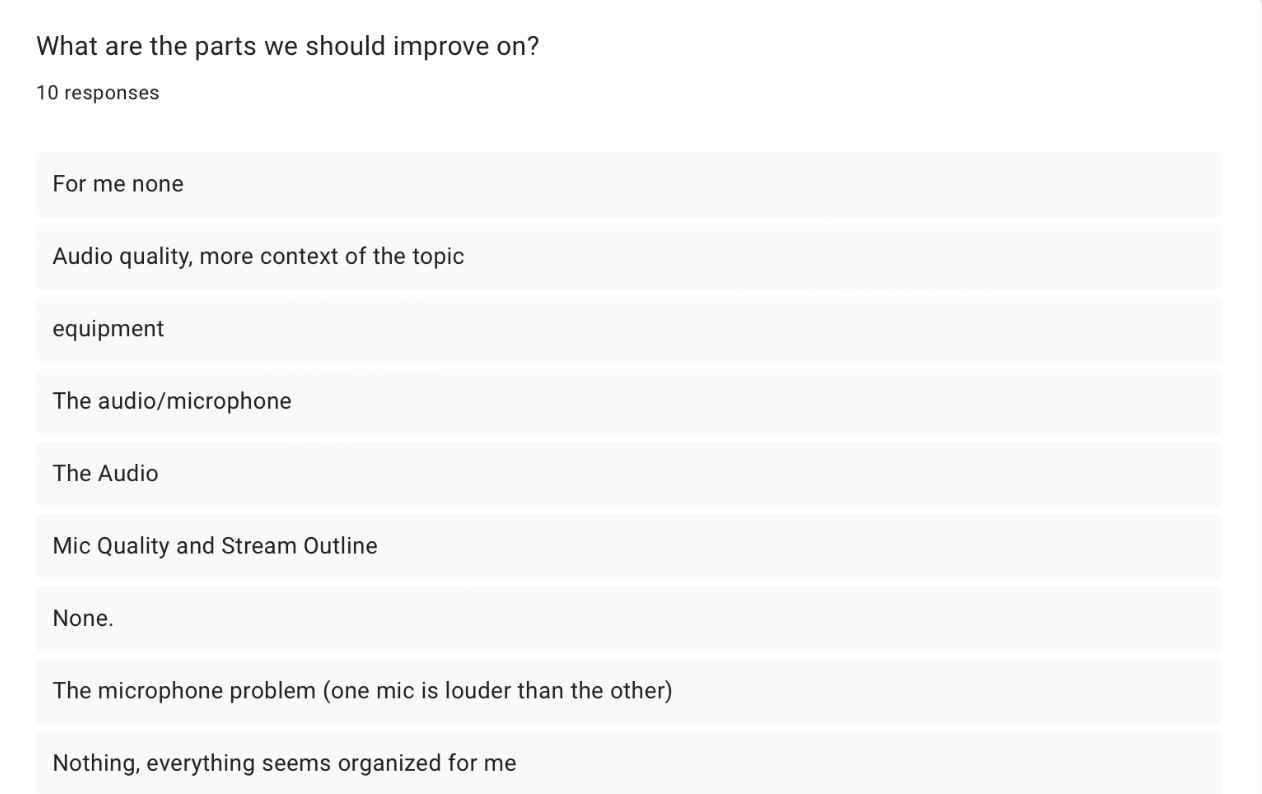 What are the parts we should improve on?
10 responses
For me none
Audio quality, more context of the topic
equipment
The audio/microphone
The Audio
Mic Quality and Stream Outline
None.
The microphone problem (one mic is louder than the other)
Nothing, everything seems organized for me